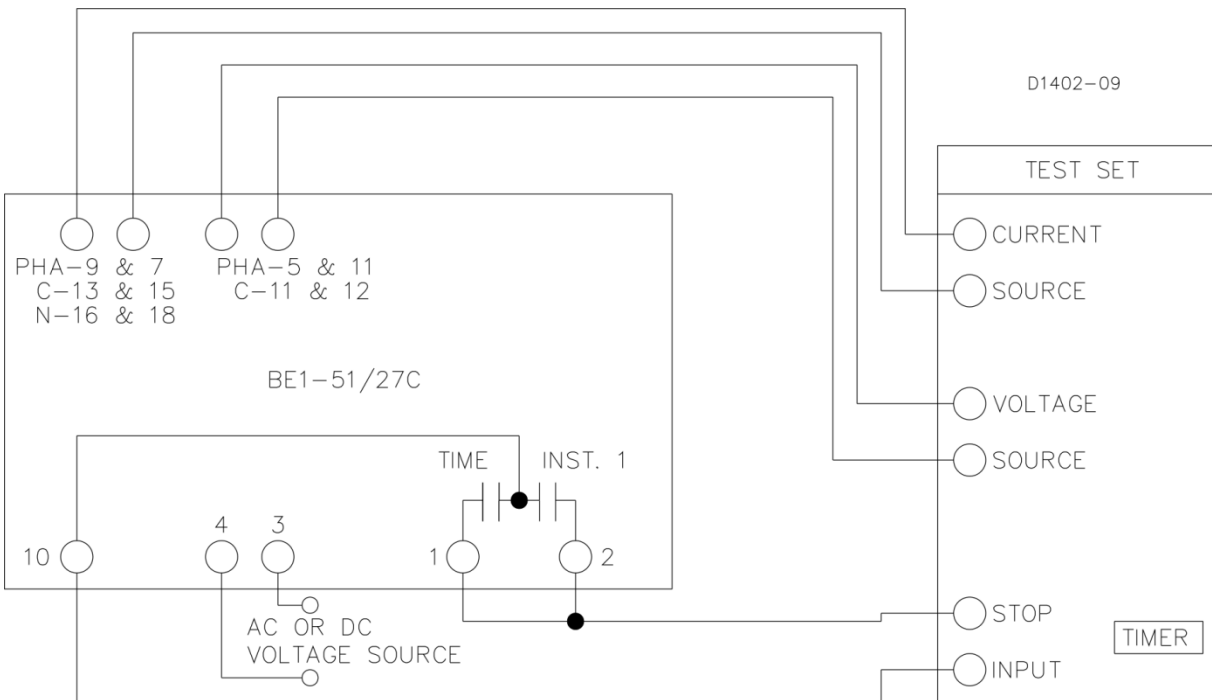 D1402-09
TEST SET
CURRENT
SOURCE
PHA-9 & 7
C-13 & 15
N-16 & 18
PHA-5 & 11
C-11 & 12
BE1-51/27C
VOLTAGE
SOURCE
TIME
INST. 1
10
4
3
1
2
AC OR DC
VOLTAGE SOURCE
STOP
INPUT
TIMER